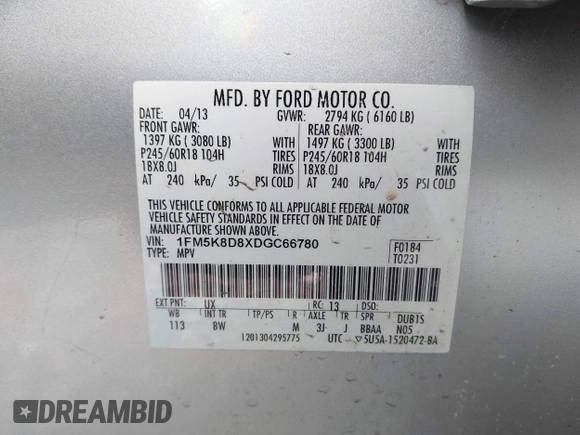 MFD. BY FORD MOTOR CO.
DATE: 04/13 GVWR: 2794 KG ( 6160 LB)
FRONT GAWR: REAR GAWR:
1397 KG ( 3080 LB) WITH 1497 KG ( 3300 LB) WITH
P245/60R18 104H TIRES P245/60R18 104H TIRES
18X8.0J RIMS 18X8.0J RIMS
AT 240 kPa/ 35 PSI COLD AT 240 kPa/ 35 PSI COLD
THIS VEHICLE CONFORMS TO ALL APPLICABLE FEDERAL MOTOR
VEHICLE SAFETY STANDARDS IN EFFECT ON THE DATE OF
MANUFACTURE SHOWN ABOVE.
VIN: 1FM5K8D8XDGC66780 F0184
TYPE: MPV T0231
EXT PNT: UX RC: 13 DSO:
WB INT TR TP/PS R AXLE TR SPR DUB1S
113 BW M 3J J BBAA N05
1201304295775 UTC ▽5U5A-1520472-BA
DREAMBID